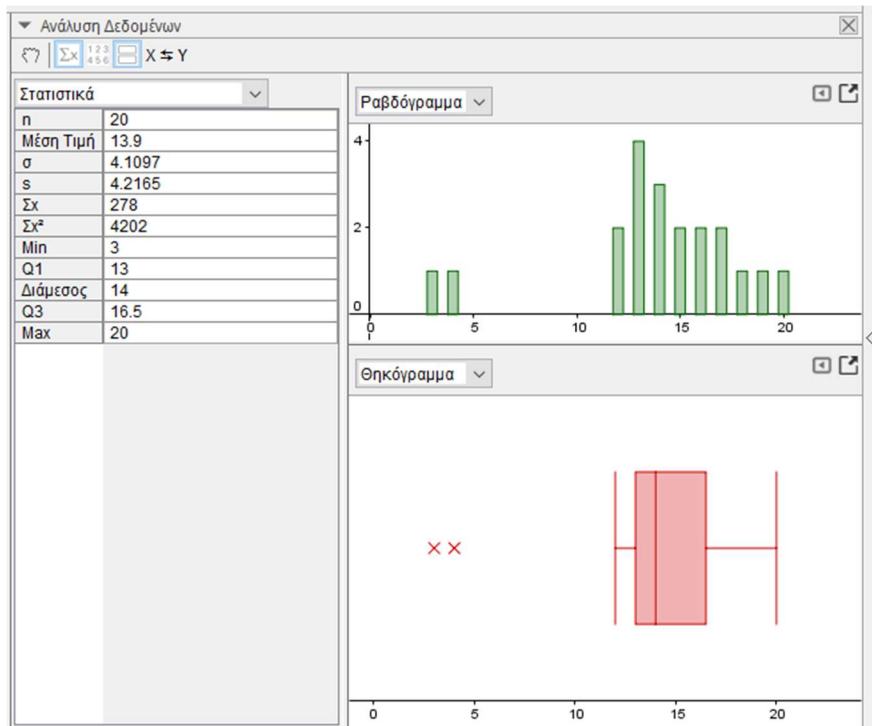 Ανάλυση Δεδομένων
Σx 123 456 X ⇆ Y
Στατιστικά
n 20
Μέση Τιμή 13.9
σ 4.1097
s 4.2165
Σx 278
Σx² 4202
Min 3
Q1 13
Διάμεσος 14
Q3 16.5
Max 20
Ραβδόγραμμα
4
2
0
0 5 10 15 20
Θηκόγραμμα
0 5 10 15 20